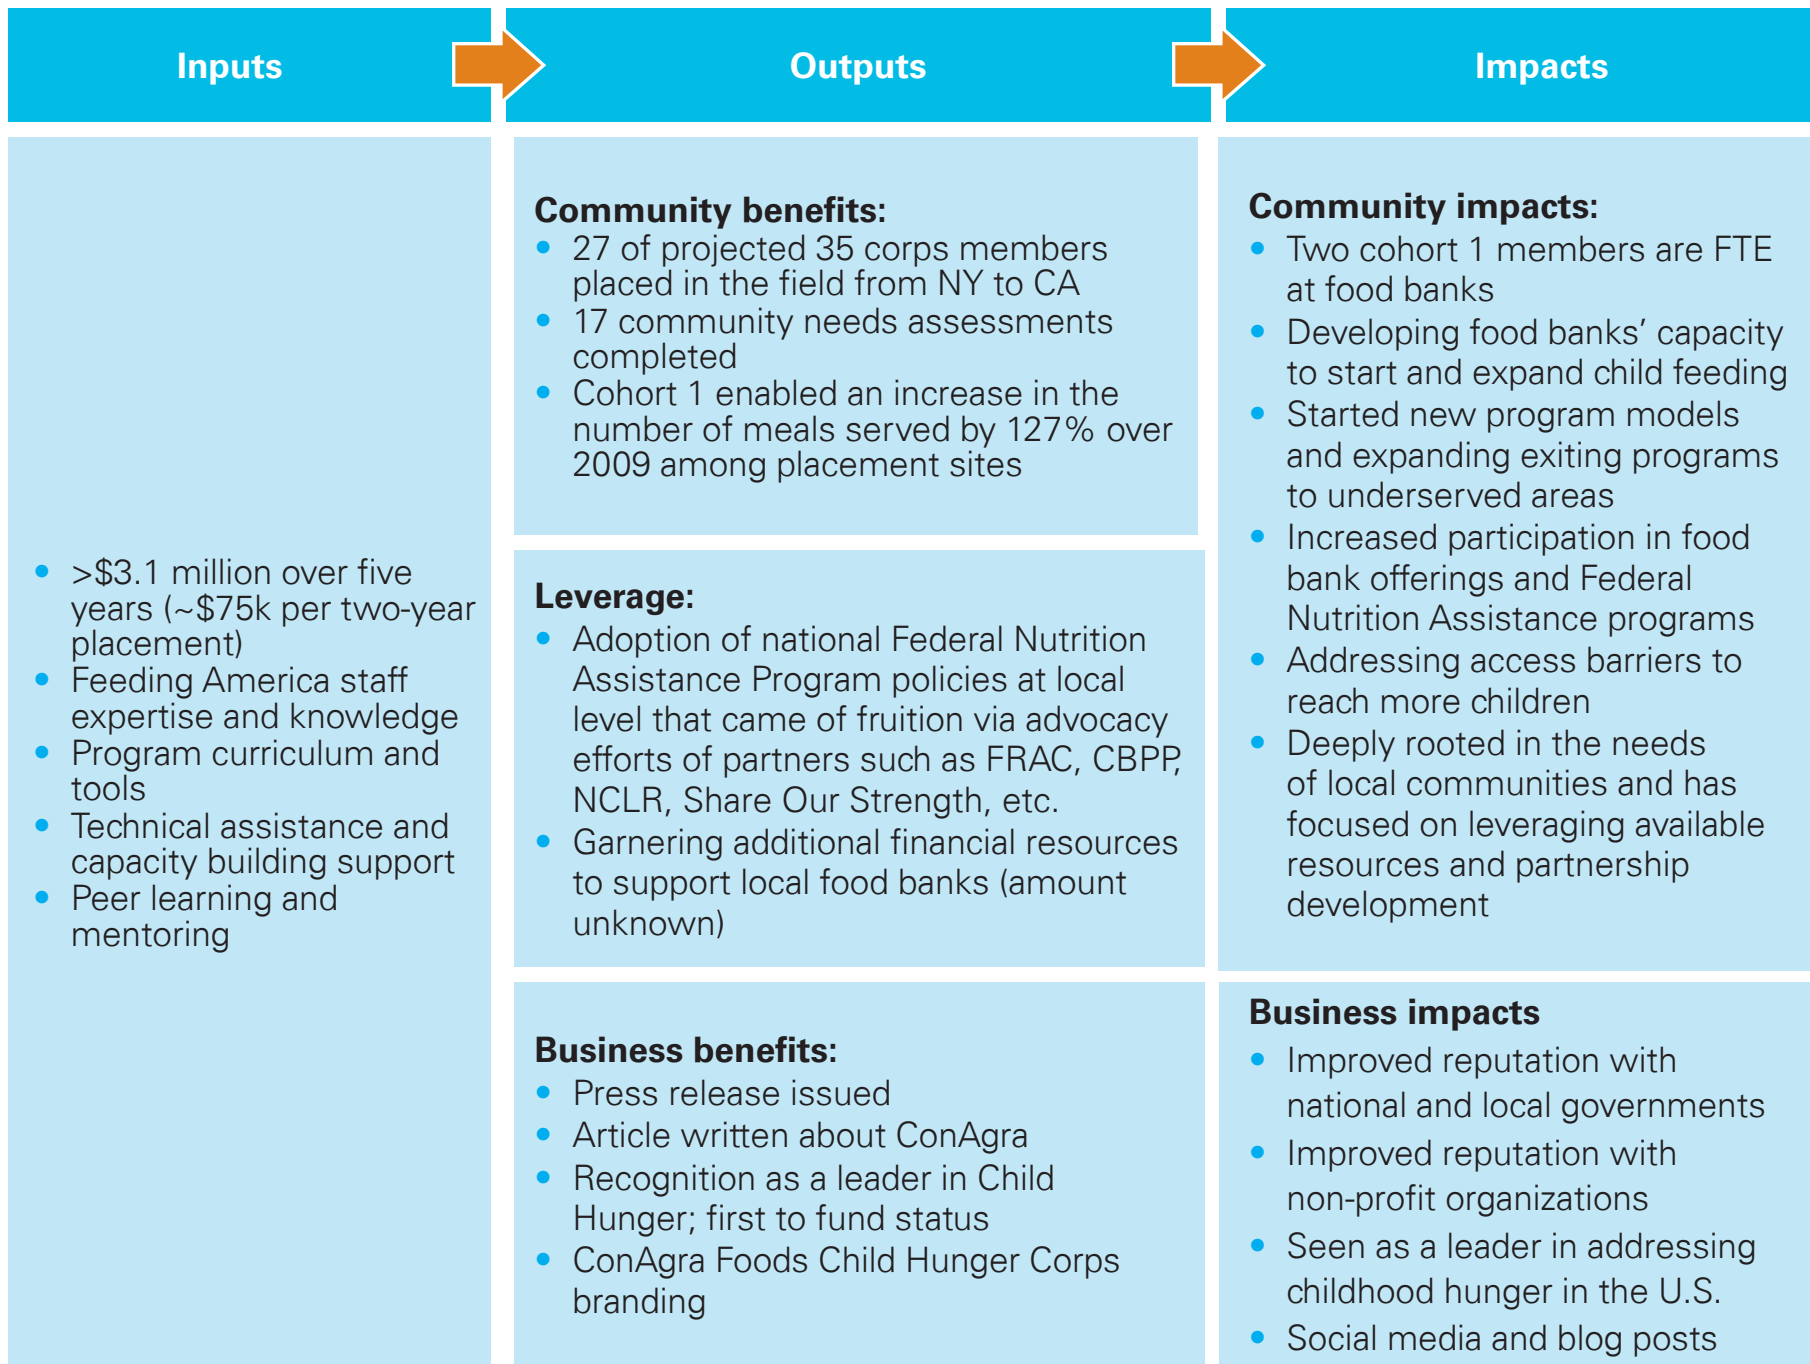 Inputs
Outputs
Impacts
• >$3.1 million over five
years (~$75k per two-year
placement)
• Feeding America staff
expertise and knowledge
• Program curriculum and
tools
• Technical assistance and
capacity building support
• Peer learning and
mentoring
Community benefits:
• 27 of projected 35 corps members
placed in the field from NY to CA
• 17 community needs assessments
completed
• Cohort 1 enabled an increase in the
number of meals served by 127% over
2009 among placement sites
Leverage:
• Adoption of national Federal Nutrition
Assistance Program policies at local
level that came of fruition via advocacy
efforts of partners such as FRAC, CBPP,
NCLR, Share Our Strength, etc.
• Garnering additional financial resources
to support local food banks (amount
unknown)
Business benefits:
• Press release issued
• Article written about ConAgra
• Recognition as a leader in Child
Hunger; first to fund status
• ConAgra Foods Child Hunger Corps
branding
Community impacts:
• Two cohort 1 members are FTE
at food banks
• Developing food banks’ capacity
to start and expand child feeding
• Started new program models
and expanding exiting programs
to underserved areas
• Increased participation in food
bank offerings and Federal
Nutrition Assistance programs
• Addressing access barriers to
reach more children
• Deeply rooted in the needs
of local communities and has
focused on leveraging available
resources and partnership
development
Business impacts
• Improved reputation with
national and local governments
• Improved reputation with
non-profit organizations
• Seen as a leader in addressing
childhood hunger in the U.S.
• Social media and blog posts